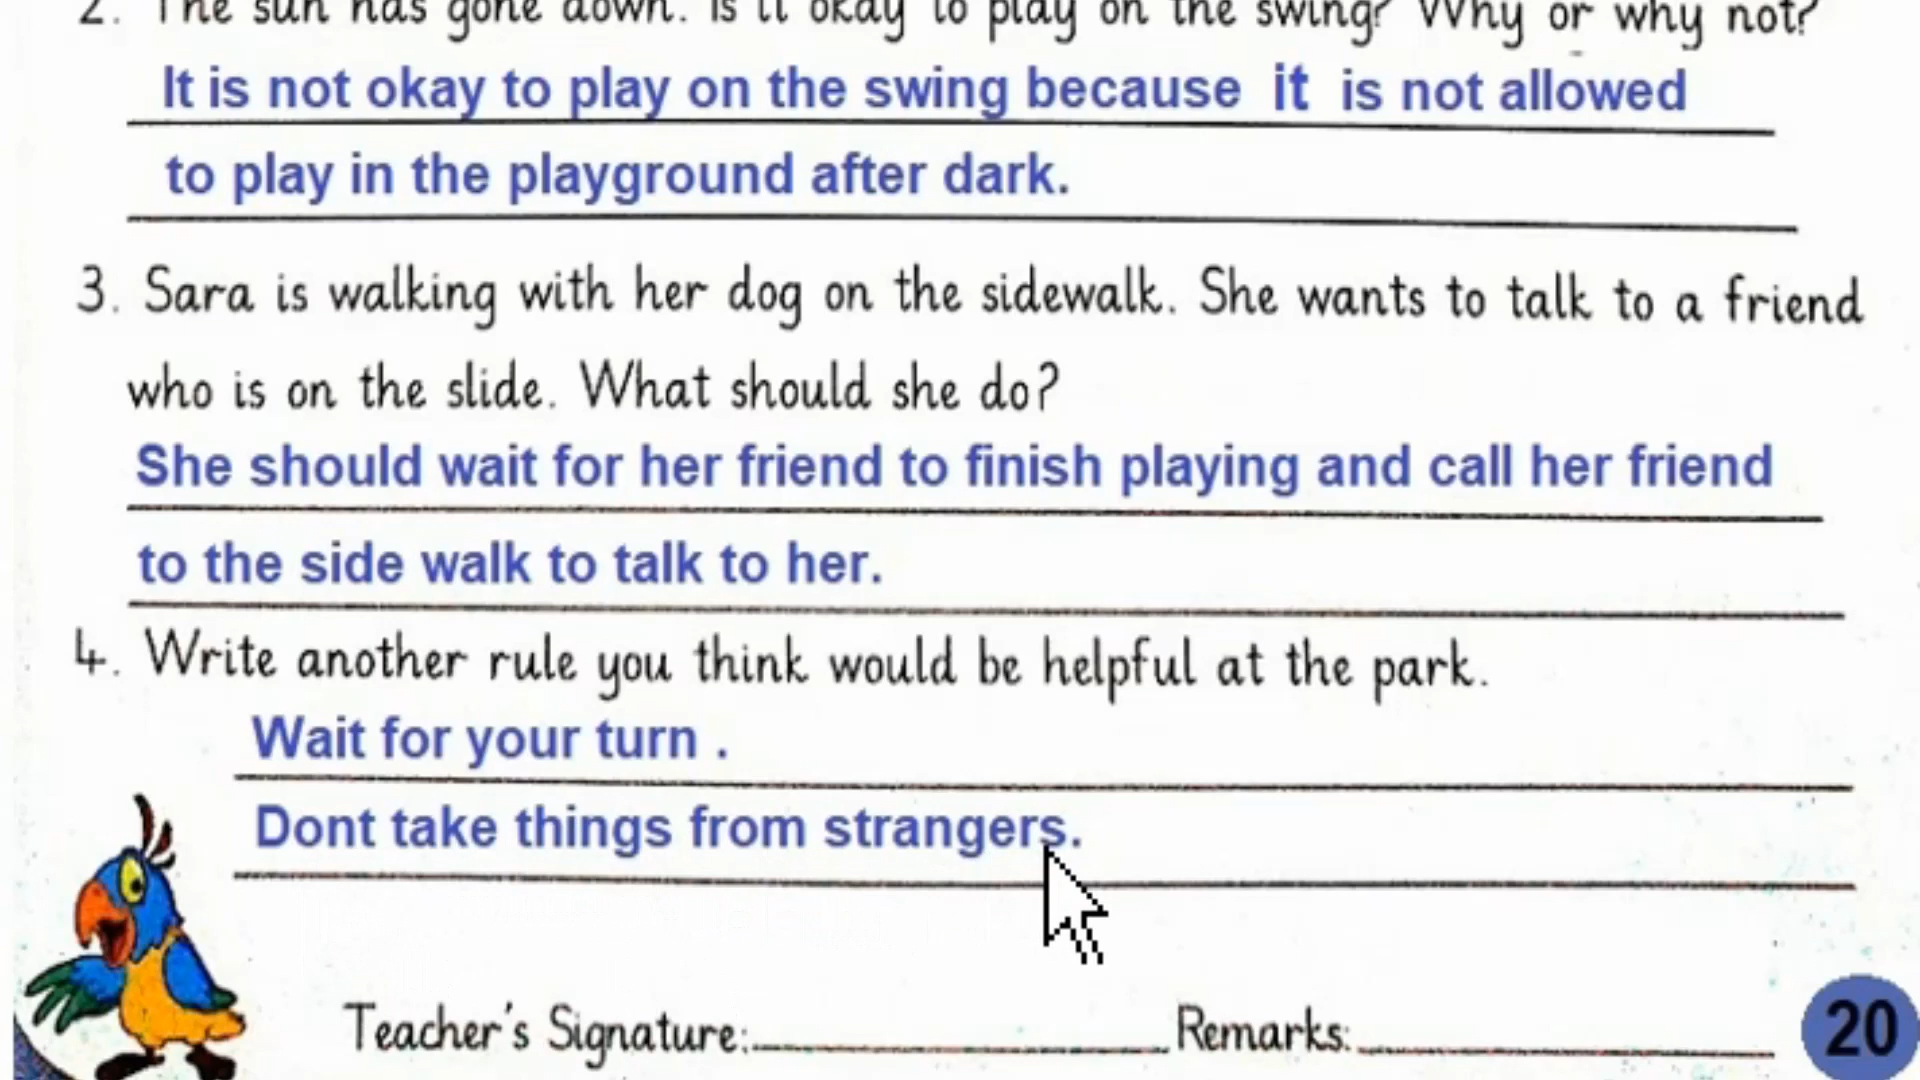 2. The sun has gone down. Is it okay to play on the swing? Why or why not?
It is not okay to play on the swing because it is not allowed
to play in the playground after dark.
3. Sara is walking with her dog on the sidewalk. She wants to talk to a friend
who is on the slide. What should she do?
She should wait for her friend to finish playing and call her friend
to the side walk to talk to her.
4. Write another rule you think would be helpful at the park.
Wait for your turn .
Dont take things from strangers.
Teacher's Signature: Remarks:
20